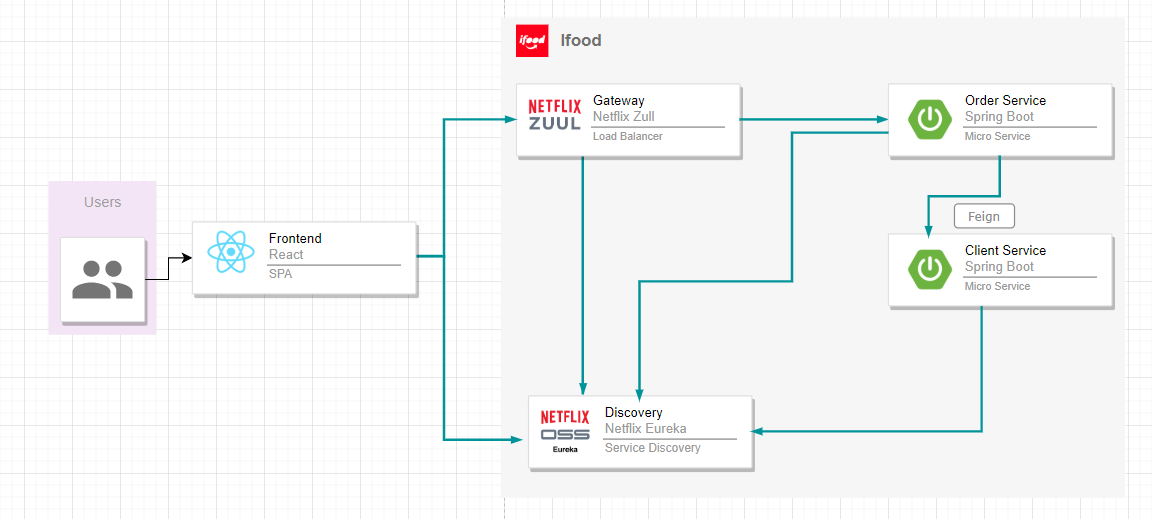 ifood
Ifood
NETFLIX
ZUUL
Gateway
Netflix Zull
Load Balancer
Order Service
Spring Boot
Micro Service
Users
Frontend
React
SPA
Feign
Client Service
Spring Boot
Micro Service
NETFLIX
OSS
Eureka
Discovery
Netflix Eureka
Service Discovery